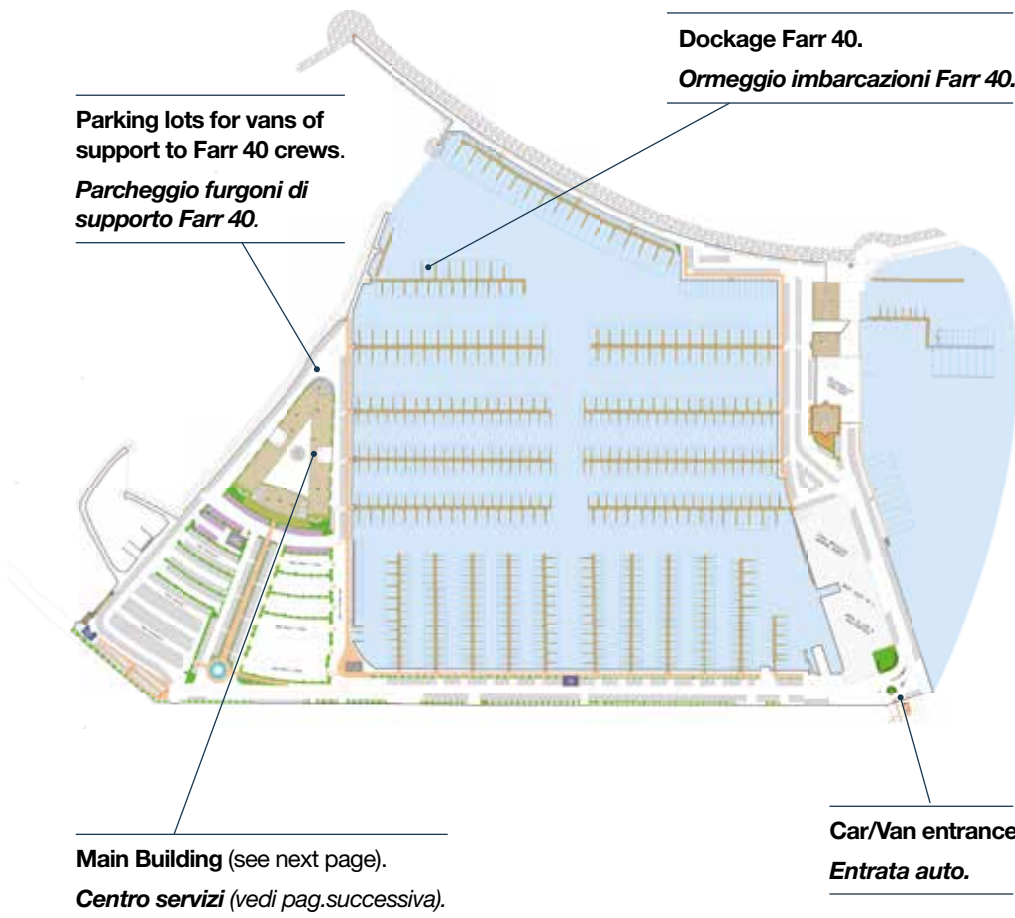 Dockage Farr 40.
Ormeggio imbarcazioni Farr 40.
Parking lots for vans of
support to Farr 40 crews.
Parcheggio furgoni di
supporto Farr 40.
Main Building (see next page).
Centro servizi (vedi pag.successiva).
Car/Van entrance
Entrata auto.